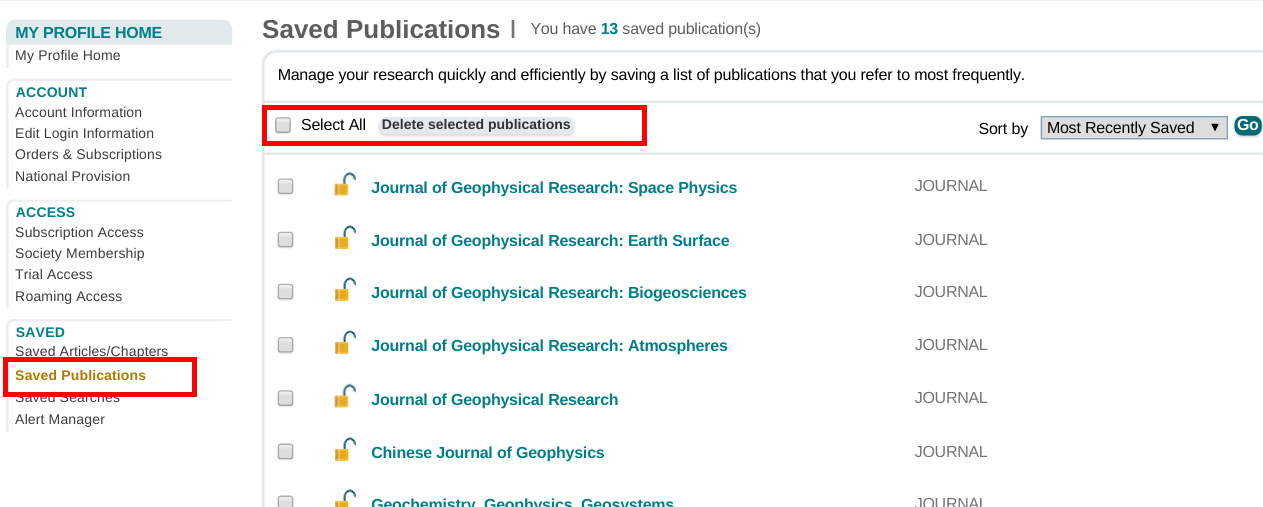 MY PROFILE HOME
My Profile Home
ACCOUNT
Account Information
Edit Login Information
Orders & Subscriptions
National Provision
ACCESS
Subscription Access
Society Membership
Trial Access
Roaming Access
SAVED
Saved Articles/Chapters
Saved Publications
Saved Searches
Alert Manager
Saved Publications | You have 13 saved publication(s)
Manage your research quickly and efficiently by saving a list of publications that you refer to most frequently.
Select All Delete selected publications Sort by Most Recently Saved ▼ Go
Journal of Geophysical Research: Space Physics JOURNAL
Journal of Geophysical Research: Earth Surface JOURNAL
Journal of Geophysical Research: Biogeosciences JOURNAL
Journal of Geophysical Research: Atmospheres JOURNAL
Journal of Geophysical Research JOURNAL
Chinese Journal of Geophysics JOURNAL
Geochemistry, Geophysics, Geosystems JOURNAL